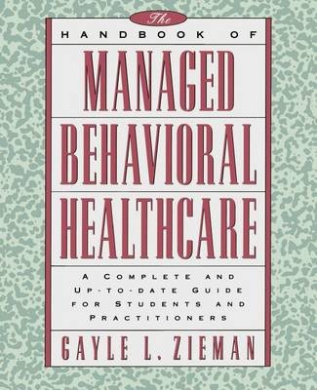 The
HANDBOOK OF
MANAGED
BEHAVIORAL
HEALTHCARE
A COMPLETE AND
UP-TO-DATE GUIDE
FOR STUDENTS AND
PRACTITIONERS
GAYLE L. ZIEMAN